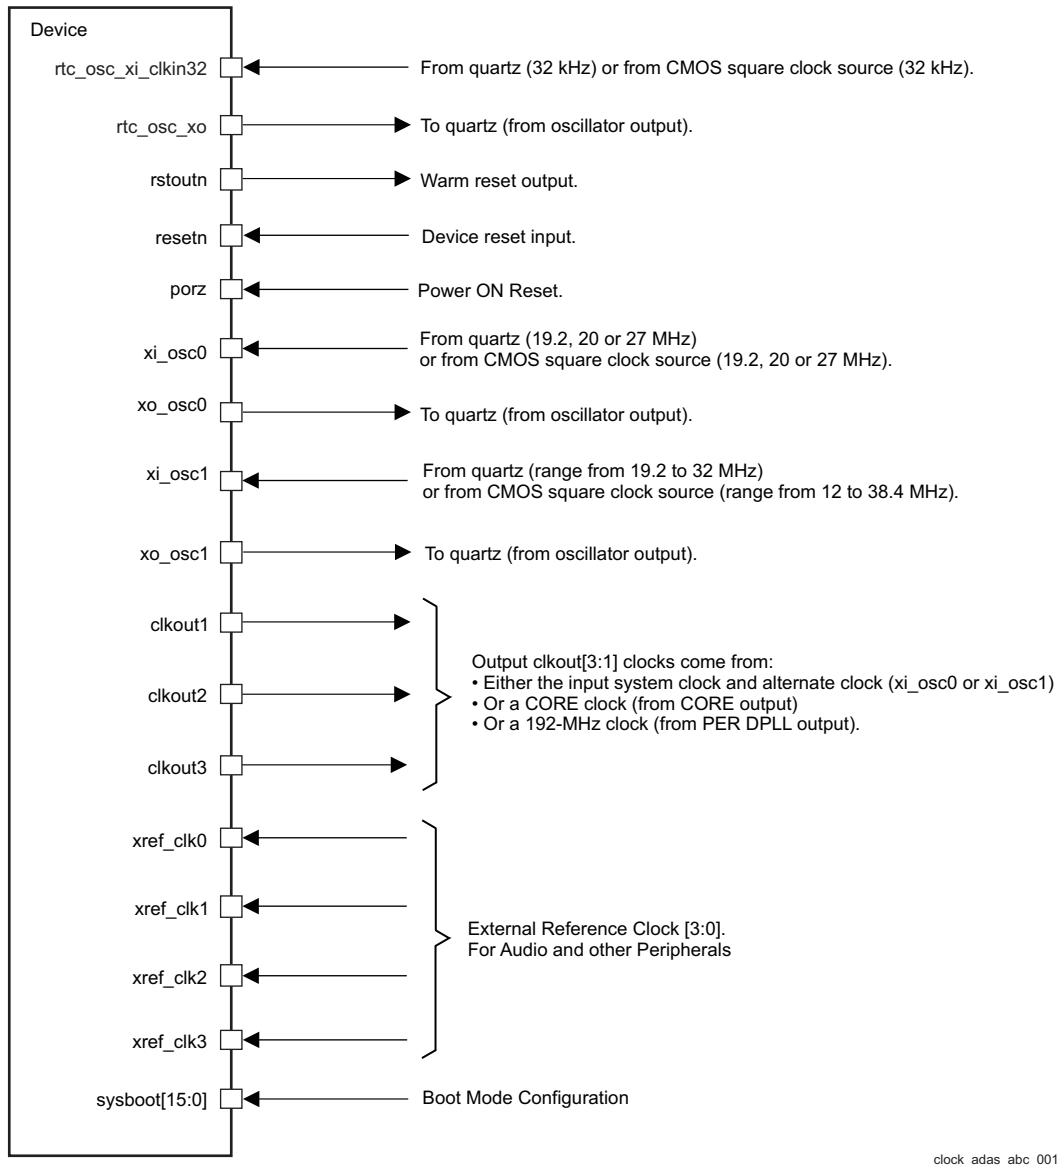 Device
rtc_osc_xi_clkin32
From quartz (32 kHz) or from CMOS square clock source (32 kHz).
rtc_osc_xo
To quartz (from oscillator output).
rstoutn
Warm reset output.
resetn
Device reset input.
porz
Power ON Reset.
xi_osc0
From quartz (19.2, 20 or 27 MHz)
or from CMOS square clock source (19.2, 20 or 27 MHz).
xo_osc0
To quartz (from oscillator output).
xi_osc1
From quartz (range from 19.2 to 32 MHz)
or from CMOS square clock source (range from 12 to 38.4 MHz).
xo_osc1
To quartz (from oscillator output).
clkout1
clkout2
clkout3
Output clkout[3:1] clocks come from:
• Either the input system clock and alternate clock (xi_osc0 or xi_osc1)
• Or a CORE clock (from CORE output)
• Or a 192-MHz clock (from PER DPLL output).
xref_clk0
xref_clk1
xref_clk2
xref_clk3
External Reference Clock [3:0].
For Audio and other Peripherals
sysboot[15:0]
Boot Mode Configuration
clock_adas_abc_001